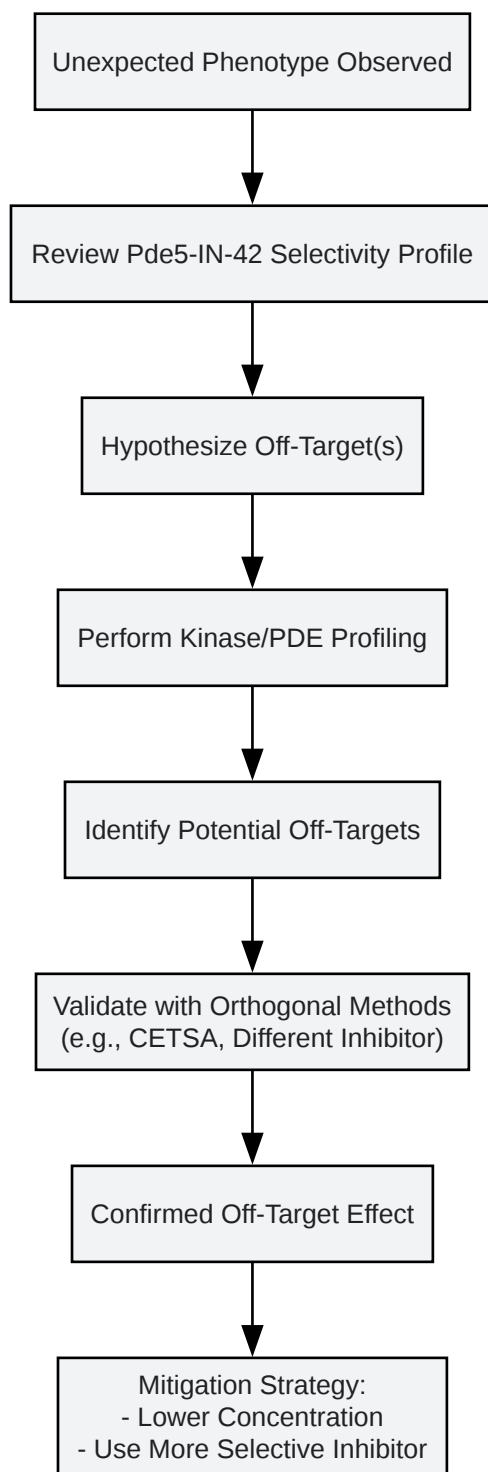 Unexpected Phenotype Observed
Review Pde5-IN-42 Selectivity Profile
Hypothesize Off-Target(s)
Perform Kinase/PDE Profiling
Identify Potential Off-Targets
Validate with Orthogonal Methods
(e.g., CETSA, Different Inhibitor)
Confirmed Off-Target Effect
Mitigation Strategy:
- Lower Concentration
- Use More Selective Inhibitor